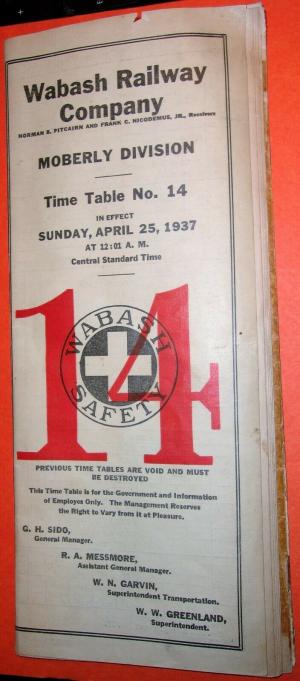 Wabash Railway
Company
NORMAN B. PITCAIRN AND FRANK C. NICODEMUS, JR., Receivers
MOBERLY DIVISION
Time Table No. 14
IN EFFECT
SUNDAY, APRIL 25, 1937
AT 12:01 A. M.
Central Standard Time
14
WABASH
SAFETY
PREVIOUS TIME TABLES ARE VOID AND MUST
BE DESTROYED
This Time Table is for the Government and Information
of Employes Only. The Management Reserves
the Right to Vary from it at Pleasure.
G. H. SIDO,
General Manager.
R. A. MESSMORE,
Assistant General Manager.
W. N. GARVIN,
Superintendent Transportation.
W. W. GREENLAND,
Superintendent.